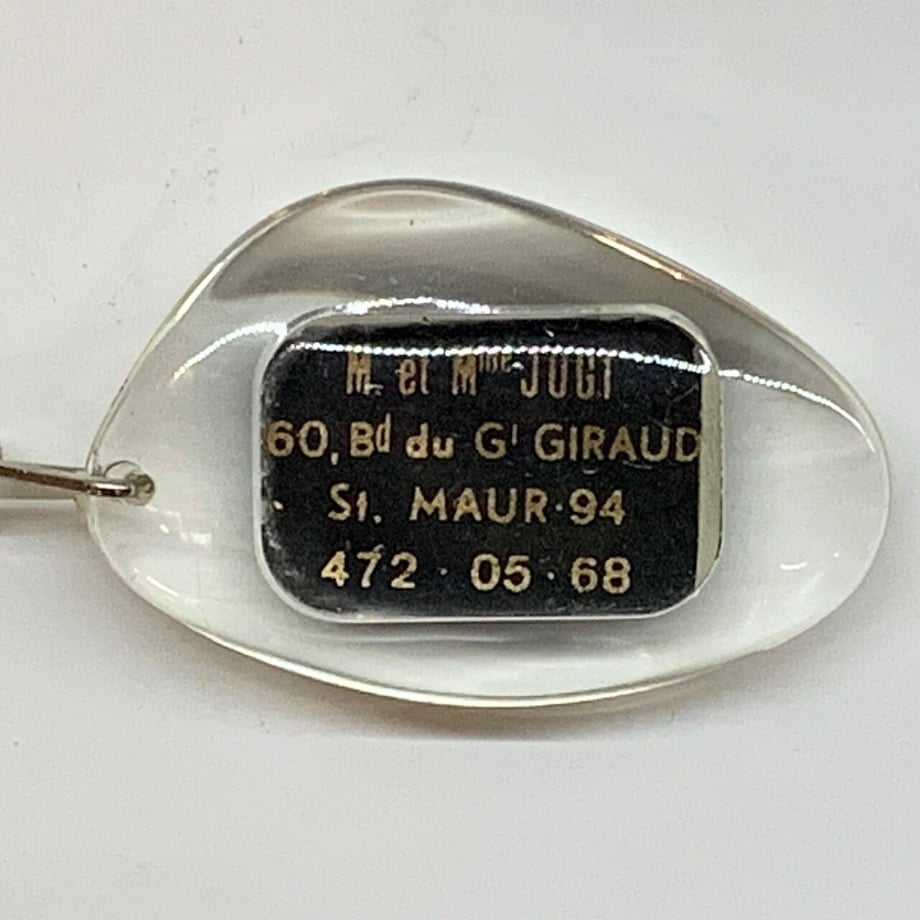 M. et Mme
60, Bd du Gl GIRAUD
St. MAUR·94
472 · 05 · 68